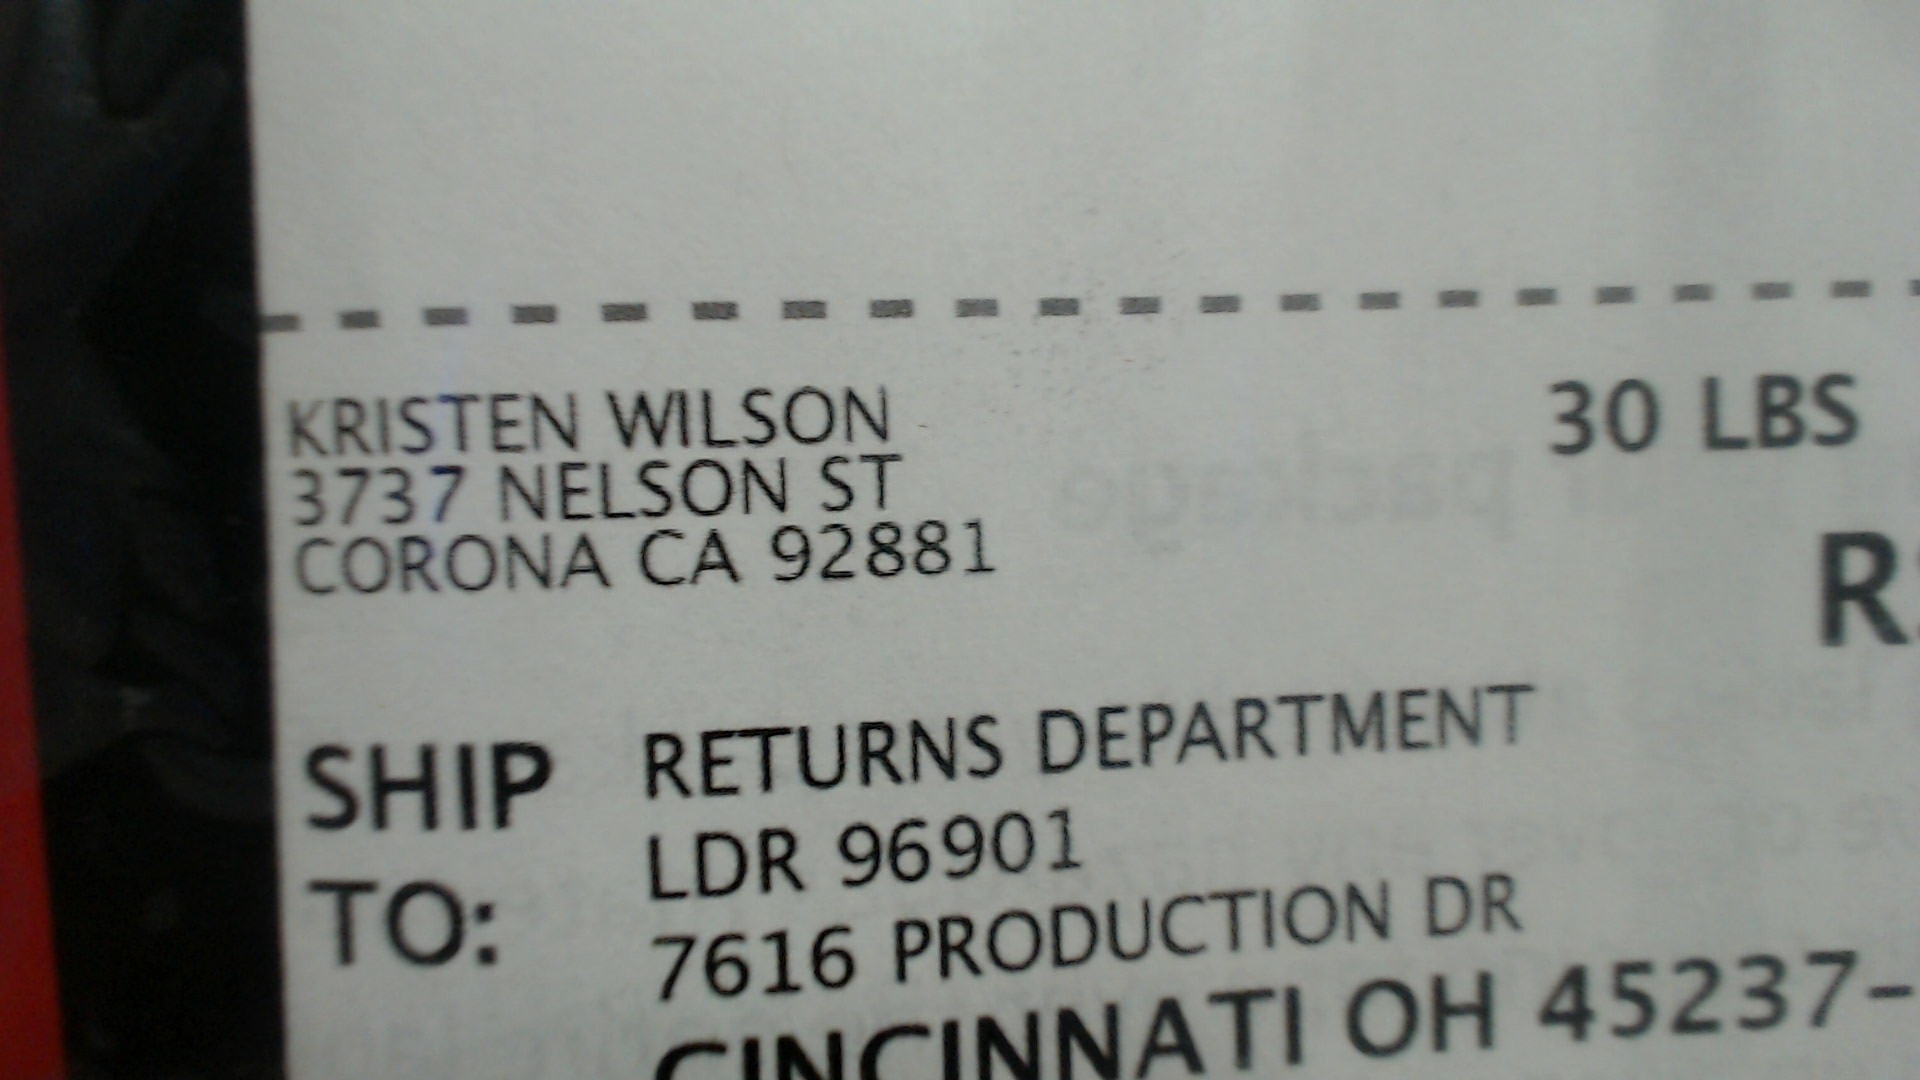 KRISTEN WILSON
3737 NELSON ST
CORONA CA 92881
30 LBS
SHIP TO:
RETURNS DEPARTMENT
LDR 96901
7616 PRODUCTION DR
CINCINNATI OH 45237-